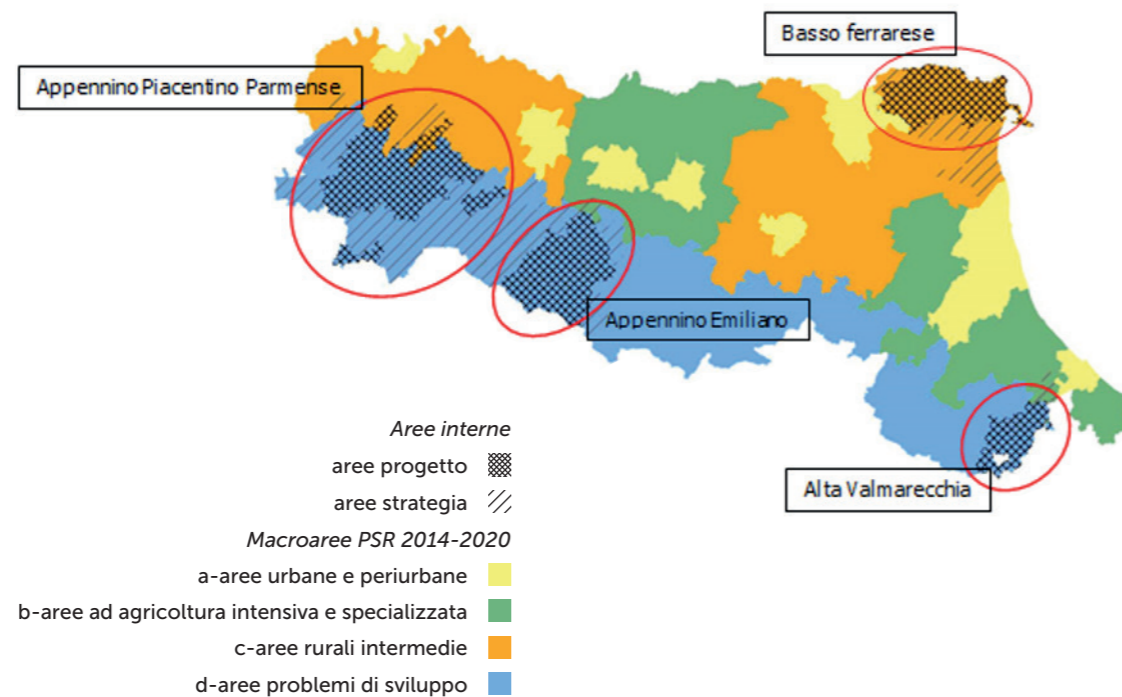 Basso ferrarese
Appennino Piacentino Parmense
Appennino Emiliano
Alta Valmarecchia
Aree interne
aree progetto
aree strategia
Macroaree PSR 2014-2020
a-aree urbane e periurbane
b-aree ad agricoltura intensiva e specializzata
c-aree rurali intermedie
d-aree problemi di sviluppo